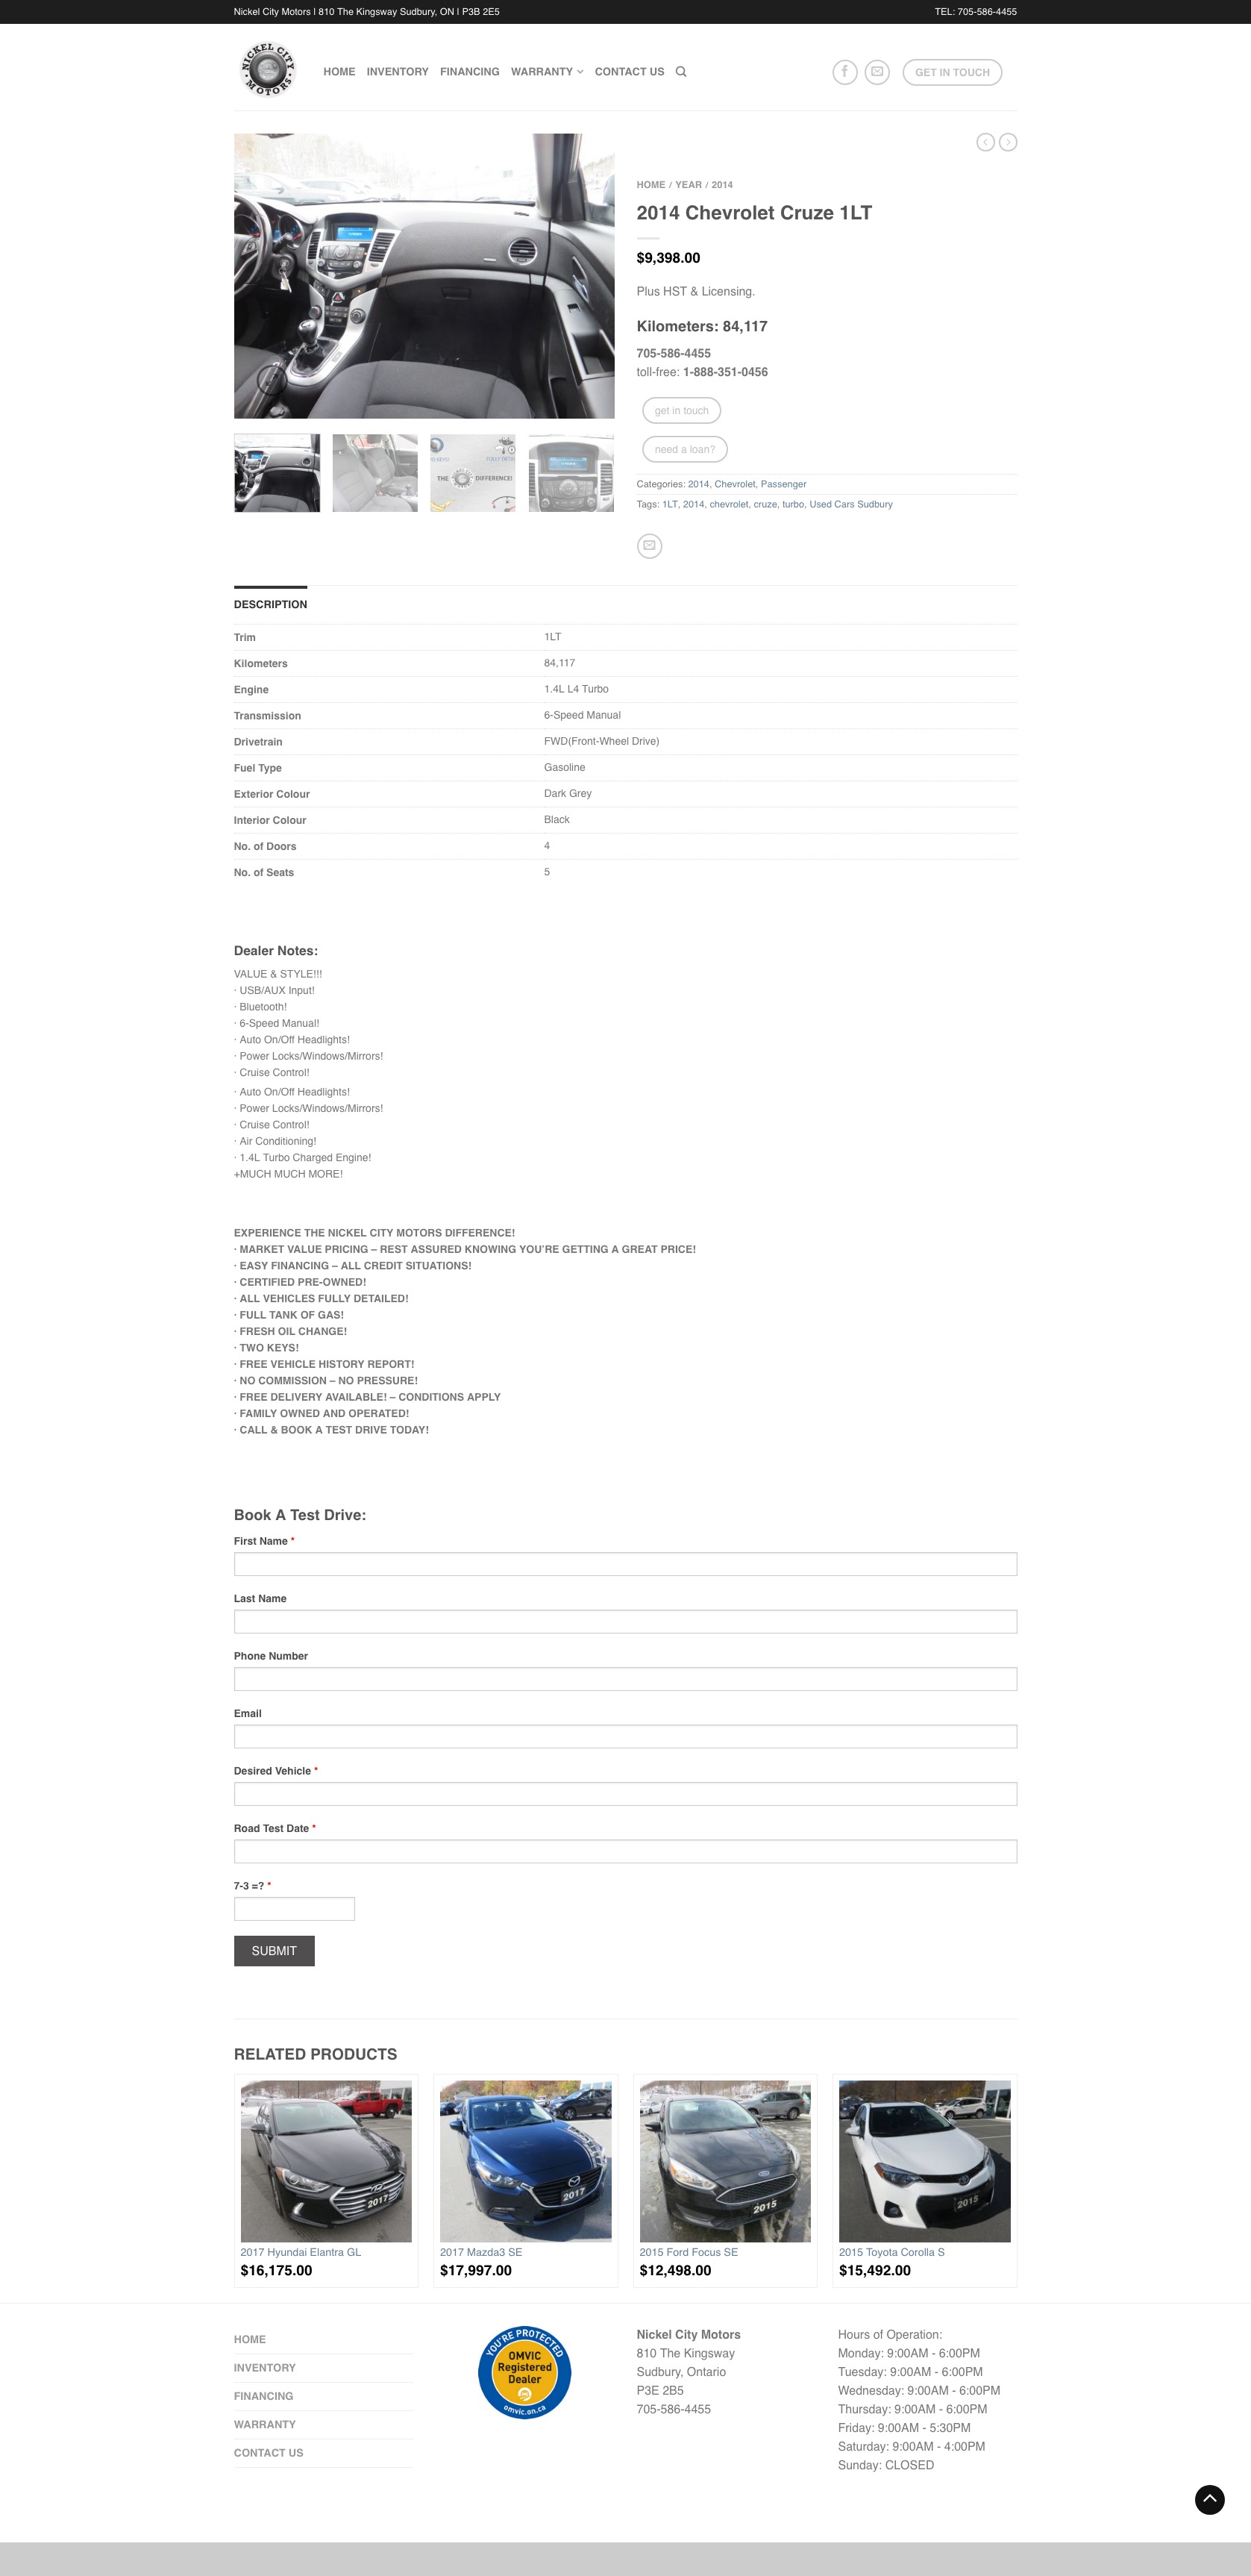 Nickel City Motors | 810 The Kingsway Sudbury, ON | P3B 2E5
TEL: 705-586-4455
NICKEL CITY MOTORS
HOME
INVENTORY
FINANCING
WARRANTY
CONTACT US
GET IN TOUCH
HOME / YEAR / 2014
2014 Chevrolet Cruze 1LT
$9,398.00
Plus HST & Licensing.
Kilometers: 84,117
705-586-4455
toll-free: 1-888-351-0456
get in touch
need a loan?
THE DIFFERENCE!
Categories: 2014, Chevrolet, Passenger
Tags: 1LT, 2014, chevrolet, cruze, turbo, Used Cars Sudbury
DESCRIPTION
Trim 1LT
Kilometers 84,117
Engine 1.4L L4 Turbo
Transmission 6-Speed Manual
Drivetrain FWD(Front-Wheel Drive)
Fuel Type Gasoline
Exterior Colour Dark Grey
Interior Colour Black
No. of Doors 4
No. of Seats 5
Dealer Notes:
VALUE & STYLE!!!
· USB/AUX Input!
· Bluetooth!
· 6-Speed Manual!
· Auto On/Off Headlights!
· Power Locks/Windows/Mirrors!
· Cruise Control!
· Auto On/Off Headlights!
· Power Locks/Windows/Mirrors!
· Cruise Control!
· Air Conditioning!
· 1.4L Turbo Charged Engine!
+MUCH MUCH MORE!
EXPERIENCE THE NICKEL CITY MOTORS DIFFERENCE!
· MARKET VALUE PRICING – REST ASSURED KNOWING YOU'RE GETTING A GREAT PRICE!
· EASY FINANCING – ALL CREDIT SITUATIONS!
· CERTIFIED PRE-OWNED!
· ALL VEHICLES FULLY DETAILED!
· FULL TANK OF GAS!
· FRESH OIL CHANGE!
· TWO KEYS!
· FREE VEHICLE HISTORY REPORT!
· NO COMMISSION – NO PRESSURE!
· FREE DELIVERY AVAILABLE! – CONDITIONS APPLY
· FAMILY OWNED AND OPERATED!
· CALL & BOOK A TEST DRIVE TODAY!
Book A Test Drive:
First Name *
Last Name
Phone Number
Email
Desired Vehicle *
Road Test Date *
7-3 =? *
SUBMIT
RELATED PRODUCTS
2017
2017
2015
2015
2017 Hyundai Elantra GL
$16,175.00
2017 Mazda3 SE
$17,997.00
2015 Ford Focus SE
$12,498.00
2015 Toyota Corolla S
$15,492.00
HOME
INVENTORY
FINANCING
WARRANTY
CONTACT US
YOU'RE PROTECTED
OMVIC
Registered
Dealer
omvic.on.ca
Nickel City Motors
810 The Kingsway
Sudbury, Ontario
P3E 2B5
705-586-4455
Hours of Operation:
Monday: 9:00AM - 6:00PM
Tuesday: 9:00AM - 6:00PM
Wednesday: 9:00AM - 6:00PM
Thursday: 9:00AM - 6:00PM
Friday: 9:00AM - 5:30PM
Saturday: 9:00AM - 4:00PM
Sunday: CLOSED